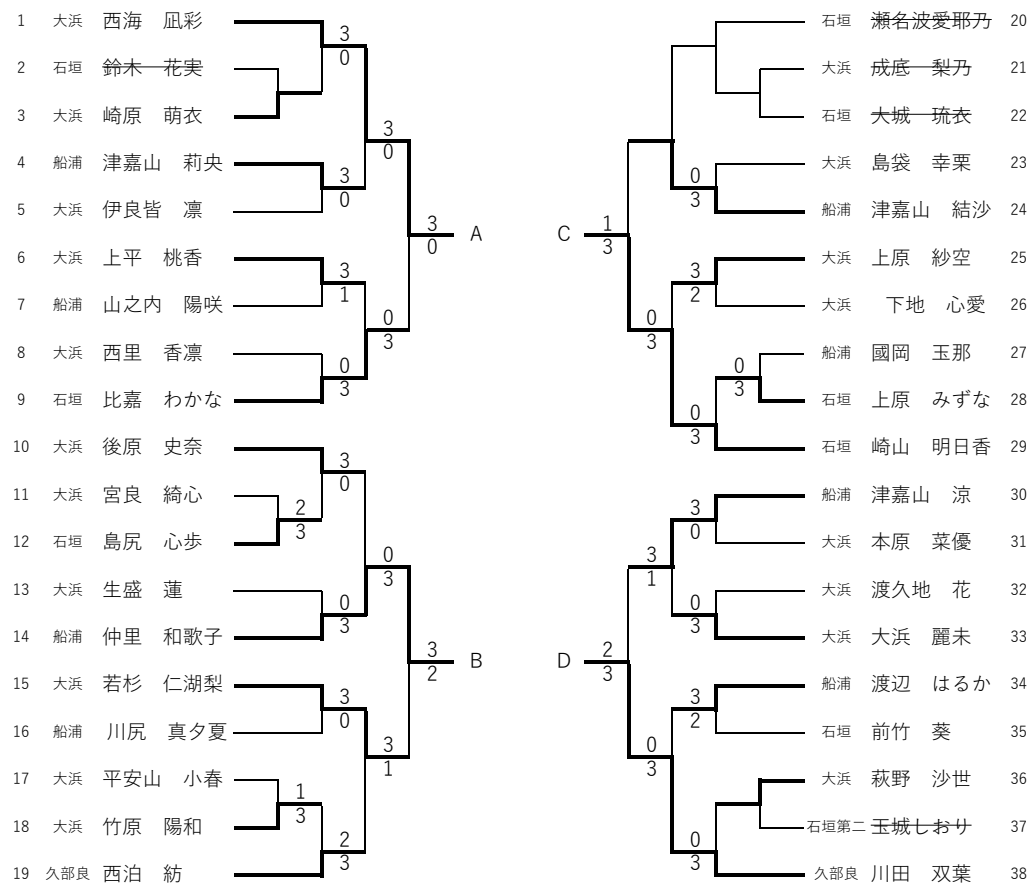 1 大浜 西海 凪彩
2 石垣 鈴木 花実
3 大浜 崎原 萌衣
4 船浦 津嘉山 莉央
5 大浜 伊良皆 凛
6 大浜 上平 桃香
7 船浦 山之内 陽咲
8 大浜 西里 香凛
9 石垣 比嘉 わかな
10 大浜 後原 史奈
11 大浜 宮良 綺心
12 石垣 島尻 心歩
13 大浜 生盛 蓮
14 船浦 仲里 和歌子
15 大浜 若杉 仁湖梨
16 船浦 川尻 真夕夏
17 大浜 平安山 小春
18 大浜 竹原 陽和
19 久部良 西泊 紡
3
0
3
0
3
0
3
1
0
3
0
3
3
0
A
3
0
2
3
0
3
0
3
3
0
1
3
2
3
3
1
3
2
B
C
1
3
0
3
3
2
0
3
0
3
0
3
D
2
3
3
1
3
0
0
3
0
3
3
2
0
3
石垣 瀬名波愛耶乃 20
大浜 成底 梨乃 21
石垣 大城 琉衣 22
大浜 島袋 幸栗 23
船浦 津嘉山 結沙 24
大浜 上原 紗空 25
大浜 下地 心愛 26
船浦 國岡 玉那 27
石垣 上原 みずな 28
石垣 崎山 明日香 29
船浦 津嘉山 涼 30
大浜 本原 菜優 31
大浜 渡久地 花 32
大浜 大浜 麗未 33
船浦 渡辺 はるか 34
石垣 前竹 葵 35
大浜 萩野 沙世 36
石垣第二 玉城しおり 37
久部良 川田 双葉 38